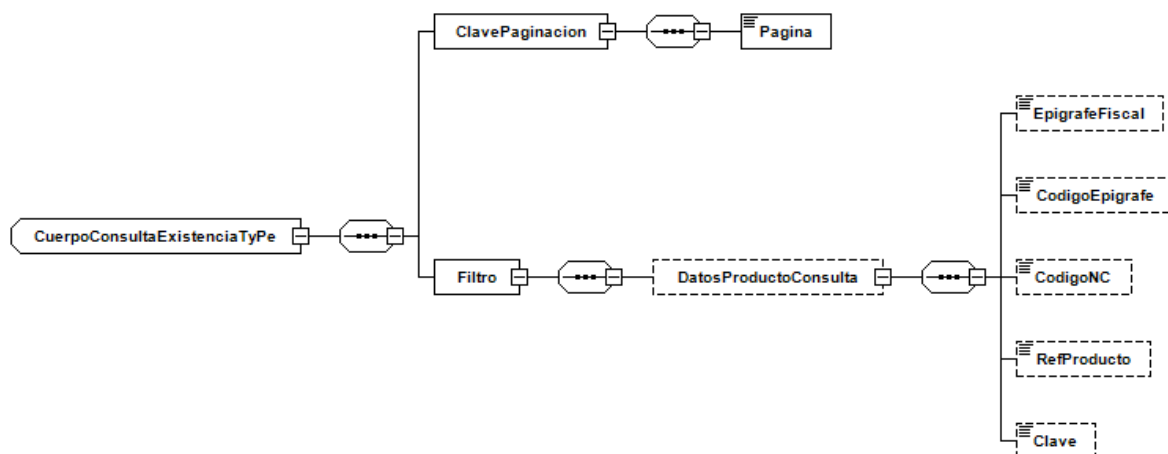 ClavePaginacion
Pagina
EpigrafeFiscal
CodigoEpigrafe
CuerpoConsultaExistenciaTyPe
Filtro
DatosProductoConsulta
CodigoNC
RefProducto
Clave